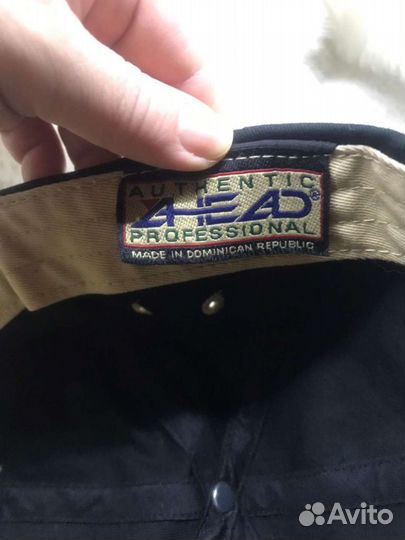 AUTHENTIC
AHEAD®
PROFESSIONAL
MADE IN DOMINICAN REPUBLIC
Avito